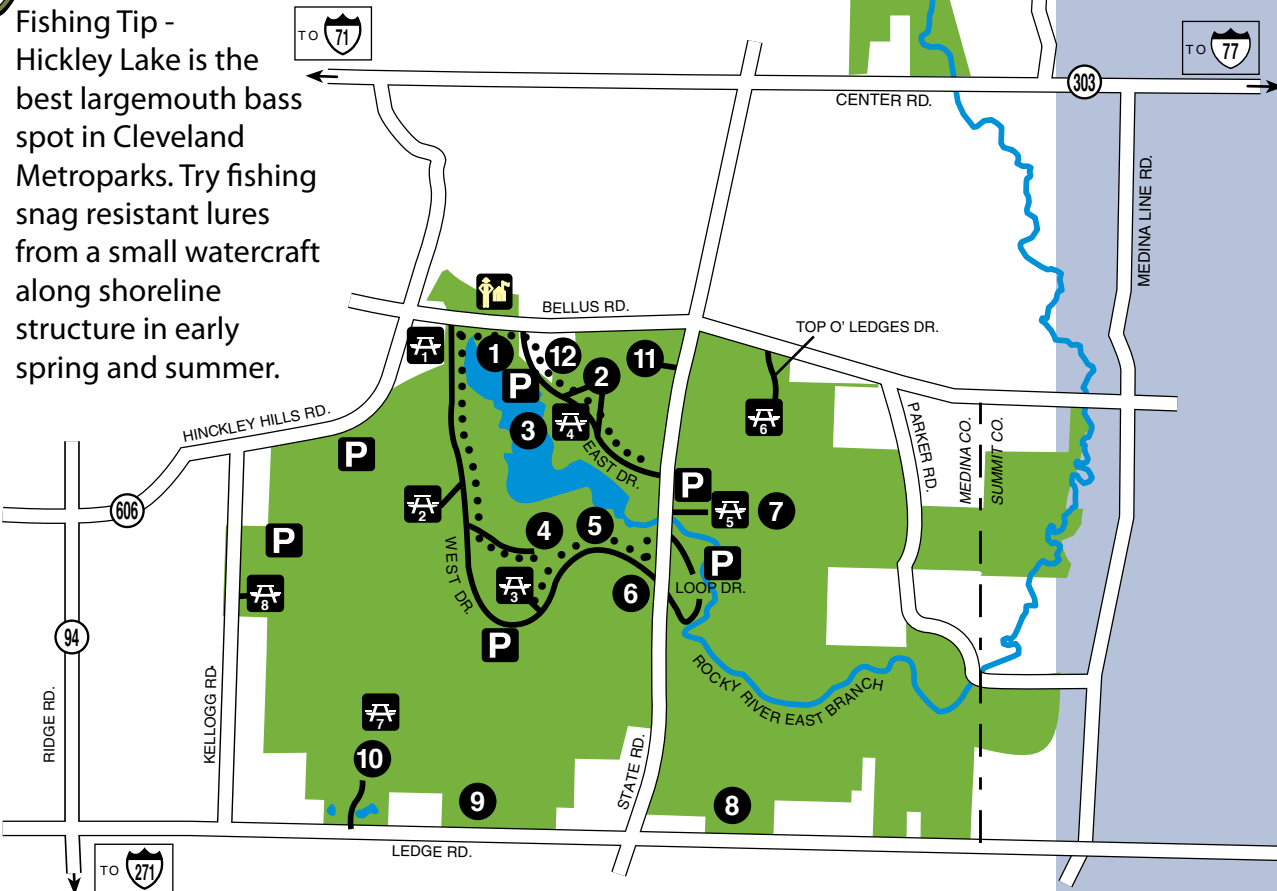 Fishing Tip -
Hickley Lake is the
best largemouth bass
spot in Cleveland
Metroparks. Try fishing
snag resistant lures
from a small watercraft
along shoreline
structure in early
spring and summer.
TO 71
TO 77
303
CENTER RD.
MEDINA LINE RD.
BELLUS RD.
TOP O' LEDGES DR.
1
1
12
2
11
P
4
6
HINCKLEY HILLS RD.
3
EAST DR.
PARKER RD.
MEDINA CO.
SUMMIT CO.
P
P
606
2
5
7
4
5
P
P
WEST DR.
3
6
LOOP DR.
8
94
P
ROCKY RIVER EAST BRANCH
RIDGE RD.
KELLOGG RD.
7
10
STATE RD.
9
8
LEDGE RD.
TO 271